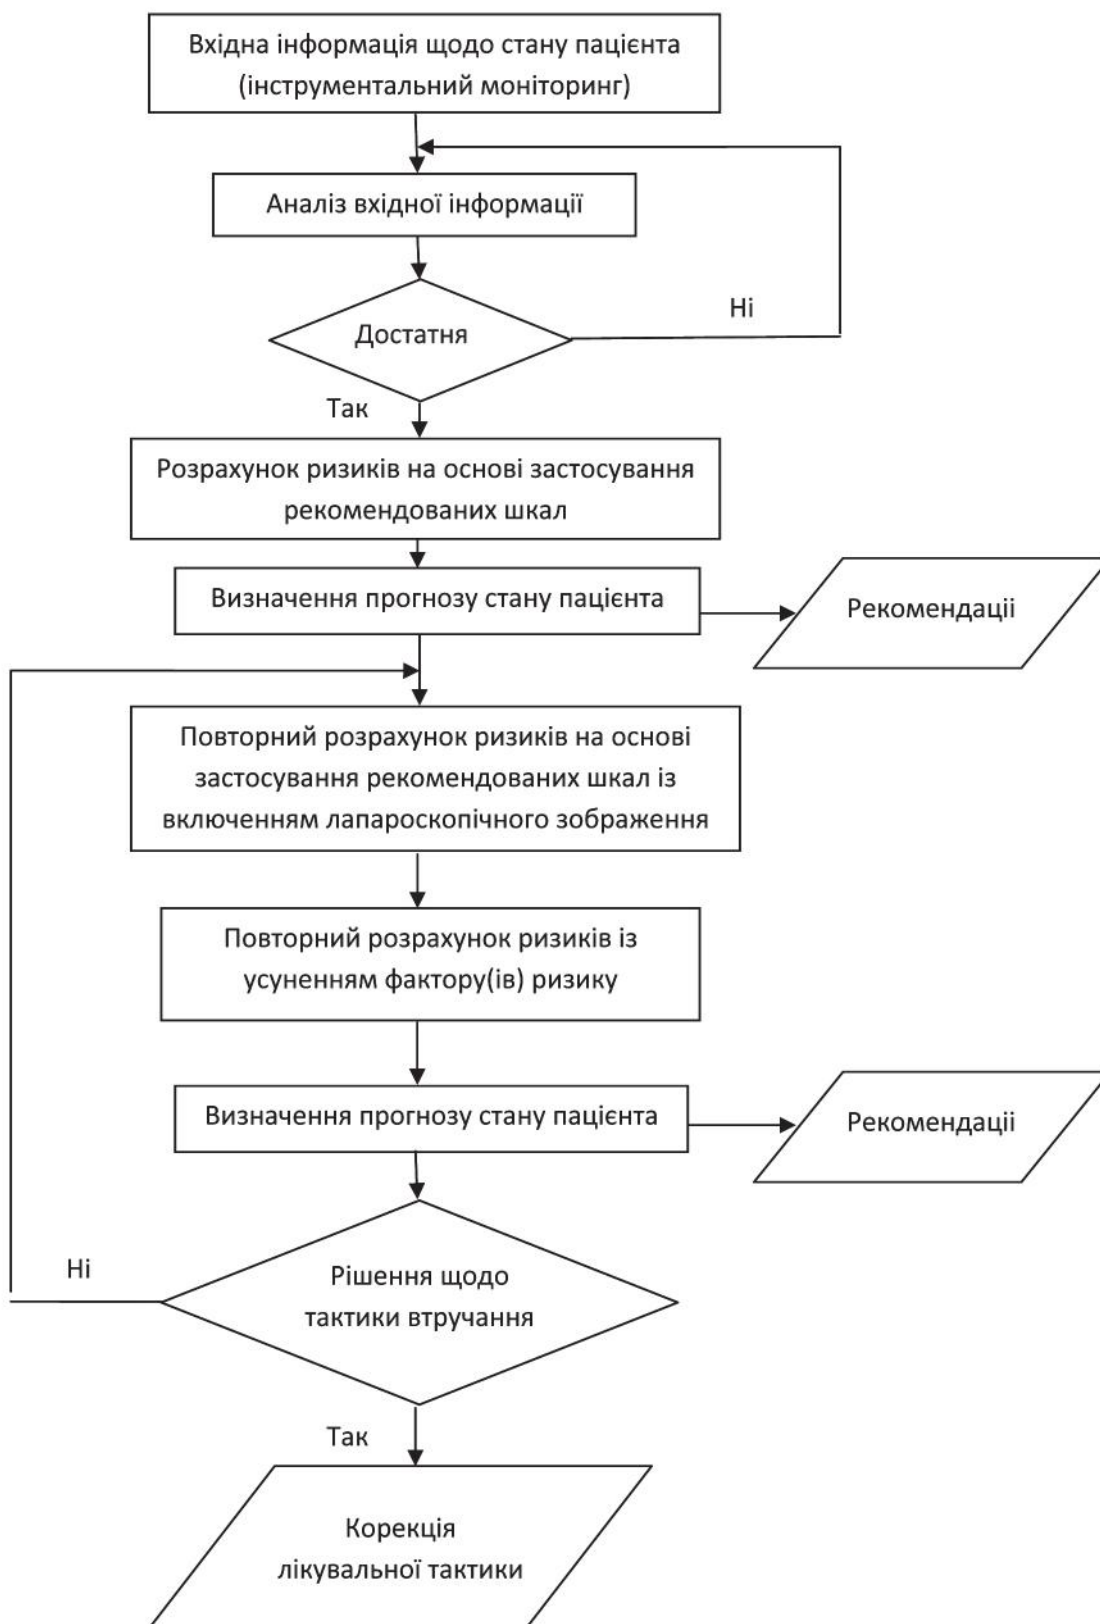 Вхідна інформація щодо стану пацієнта
(інструментальний моніторинг)
Аналіз вхідної інформації
Ні
Достатня
Так
Розрахунок ризиків на основі застосування
рекомендованих шкал
Визначення прогнозу стану пацієнта
Рекомендації
Повторний розрахунок ризиків на основі
застосування рекомендованих шкал із
включенням лапароскопічного зображення
Повторний розрахунок ризиків із
усуненням фактору(ів) ризику
Визначення прогнозу стану пацієнта
Рекомендації
Ні
Рішення щодо
тактики втручання
Так
Корекція
лікувальної тактики